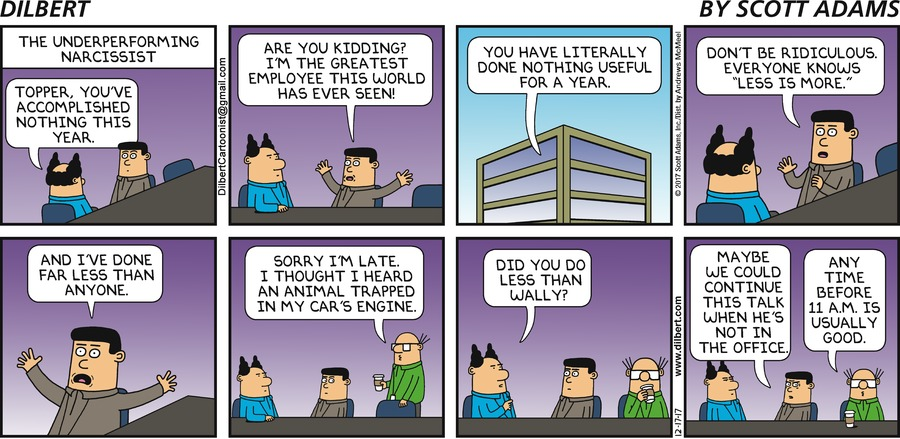 DILBERT
BY SCOTT ADAMS
THE UNDERPERFORMING
NARCISSIST
TOPPER, YOU'VE
ACCOMPLISHED
NOTHING THIS
YEAR.
DilbertCartoonist@gmail.com
ARE YOU KIDDING?
I'M THE GREATEST
EMPLOYEE THIS WORLD
HAS EVER SEEN!
YOU HAVE LITERALLY
DONE NOTHING USEFUL
FOR A YEAR.
© 2017 Scott Adams, Inc./Dist. by Andrews McMeel
DON'T BE RIDICULOUS.
EVERYONE KNOWS
"LESS IS MORE."
AND I'VE DONE
FAR LESS THAN
ANYONE.
SORRY I'M LATE.
I THOUGHT I HEARD
AN ANIMAL TRAPPED
IN MY CAR'S ENGINE.
DID YOU DO
LESS THAN
WALLY?
12-17-17
www.dilbert.com
MAYBE
WE COULD
CONTINUE
THIS TALK
WHEN HE'S
NOT IN
THE OFFICE.
ANY
TIME
BEFORE
11 A.M. IS
USUALLY
GOOD.